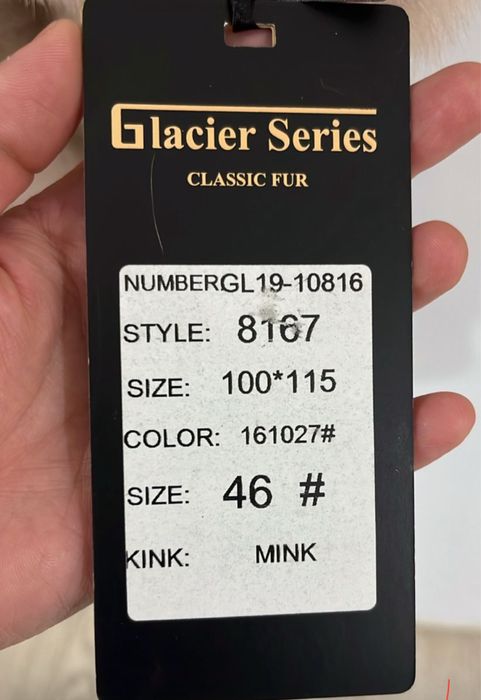 Glacier Series
CLASSIC FUR
NUMBERGL19-10816
STYLE: 8167
SIZE: 100*115
COLOR: 161027#
SIZE: 46 #
KINK: MINK